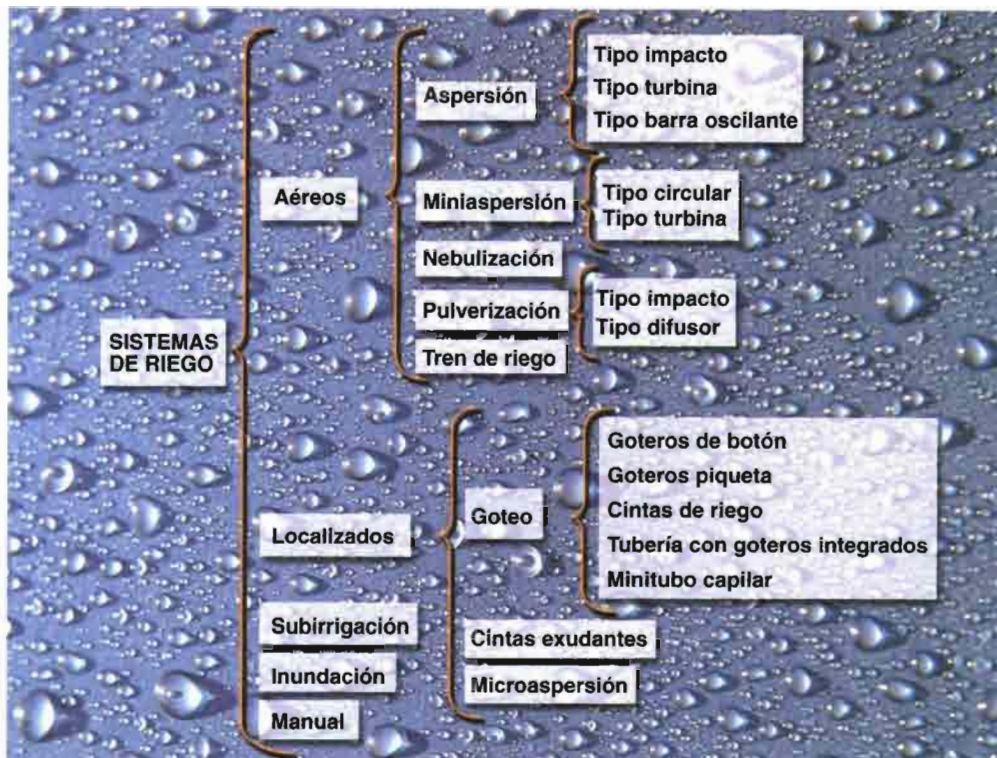 SISTEMAS
DE RIEGO
Aéreos
Aspersión
Tipo impacto
Tipo turbina
Tipo barra oscilante
Miniaspersión
Tipo circular
Tipo turbina
Nebulización
Pulverización
Tipo impacto
Tipo difusor
Tren de riego
Localizados
Goteo
Goteros de botón
Goteros piqueta
Cintas de riego
Tubería con goteros integrados
Minitubo capilar
Cintas exudantes
Microaspersión
Subirrigación
Inundación
Manual